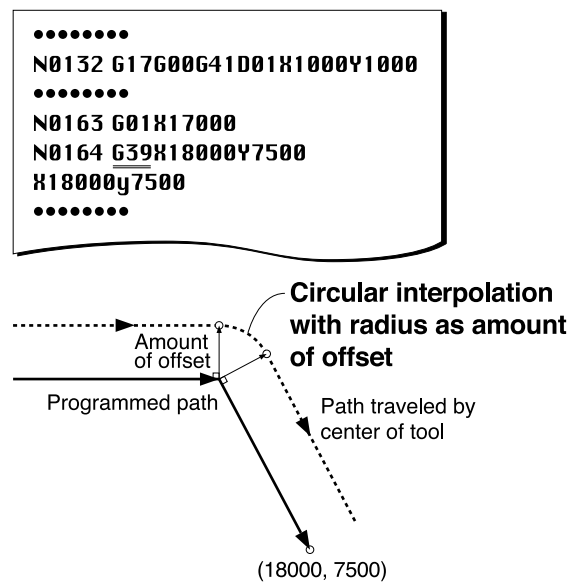 ••••••••
N0132 G17G00G41D01X1000Y1000
••••••••
N0163 G01X17000
N0164 G39X18000Y7500
X18000y7500
••••••••
Circular interpolation
with radius as amount
of offset
Amount
of offset
Programmed path
Path traveled by
center of tool
(18000, 7500)